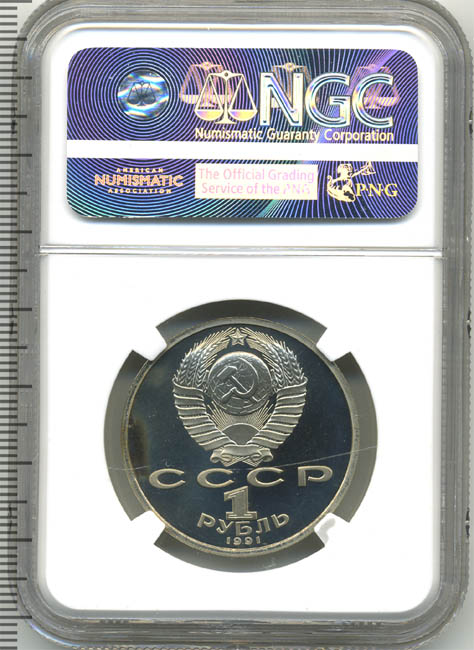 NGC
Numismatic Guaranty Corporation
AMERICAN
NUMISMATIC
ASSOCIATION
The Official Grading
Service of the PNG
PNG
СССР
1
РУБЛЬ
1991